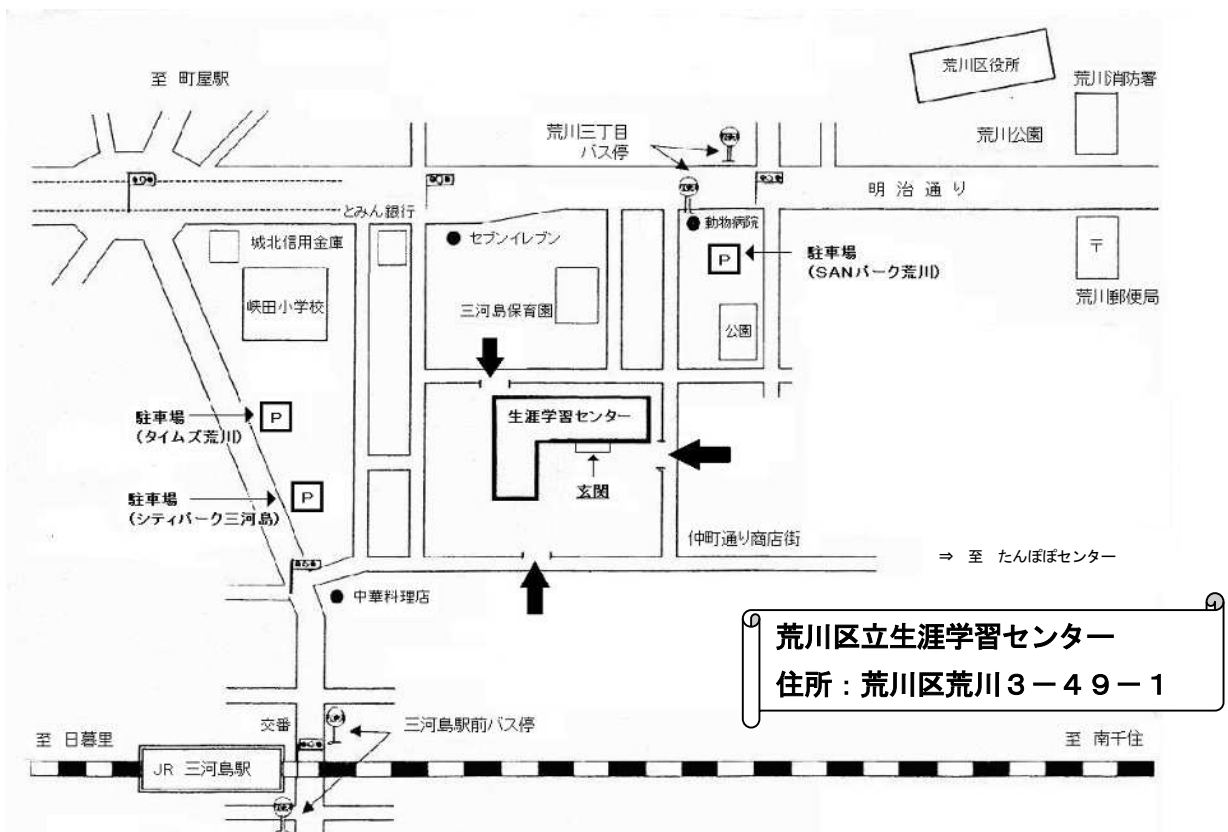 荒川区役所
至 町屋駅
荒川消防署
荒川三丁目
バス停
荒川公園
明 治 通 り
とみん銀行
動物病院
城北信用金庫
セブンイレブン
駐車場
(SANパーク荒川)
P
〒
荒川郵便局
峡田小学校
三河島保育園
公園
駐車場
(タイムズ荒川)
P
生涯学習センター
玄関
駐車場
(シティパーク三河島)
P
仲町通り商店街
⇒ 至 たんぽぽセンター
中華料理店
荒川区立生涯学習センター
住所:荒川区荒川3-49-1
交番
三河島駅前バス停
至 日暮里
至 南千住
JR 三河島駅